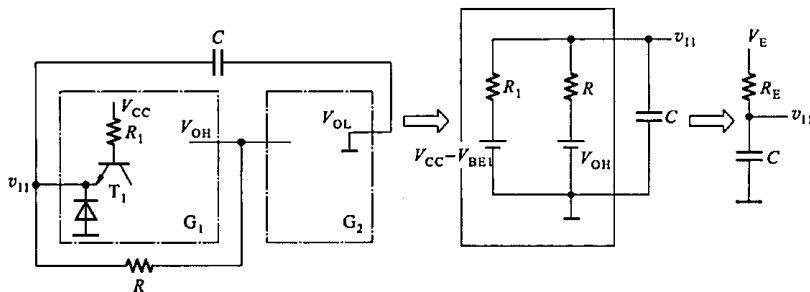 C
V_CC
R_1
V_OH
V_OL
v_I1
T_1
G_1
G_2
R
v_I1
R_1
R
C
V_CC-V_BE1
V_OH
V_E
R_E
v_I1
C